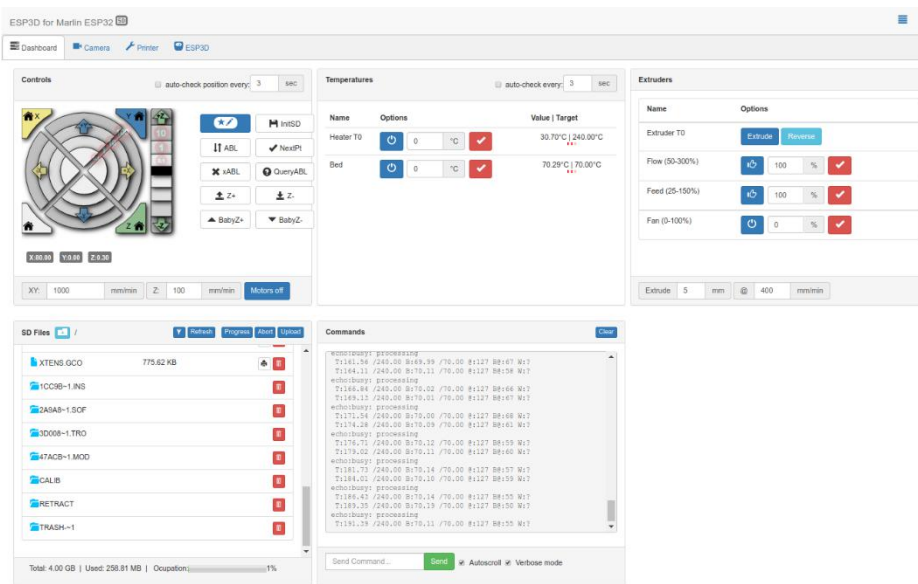 ESP3D for Marlin ESP32 SD
Dashboard Camera Printer ESP3D
Controls
auto-check position every: 3 sec
X Y
10
Z
InitSD
ABL NextPt
xABL QueryABL
Z+ Z-
BabyZ+ BabyZ-
X:00.00 Y:0.00 Z:0.30
XY: 1000 mm/min Z: 100 mm/min Motors off
Temperatures
auto-check every: 3 sec
Name Options Value | Target
Heater T0 0 °C 30.70°C | 240.00°C
Bed 0 °C 70.29°C | 70.00°C
Extruders
Name Options
Extruder T0 Extrude Reverse
Flow (50-300%) 100 %
Feed (25-150%) 100 %
Fan (0-100%) 0 %
Extrude 5 mm @ 400 mm/min
SD Files /
Refresh Progress Abort Upload
XTENS.GCO 775.62 KB
1CC9B~1.INS
2A9A8~1.SOF
3D008~1.TRO
47ACB~1.MOD
CALIB
RETRACT
TRASH-~1
Total: 4.00 GB | Used: 258.81 MB | Ocupation: 1%
Commands Clear
echo:busy: processing
T:161.56 /240.00 B:69.99 /70.00 @:127 B@:67 W:?
T:164.11 /240.00 B:70.11 /70.00 @:127 B@:58 W:?
echo:busy: processing
T:166.84 /240.00 B:70.02 /70.00 @:127 B@:66 W:?
T:169.13 /240.00 B:70.01 /70.00 @:127 B@:67 W:?
echo:busy: processing
T:171.54 /240.00 B:70.00 /70.00 @:127 B@:68 W:?
T:174.28 /240.00 B:70.09 /70.00 @:127 B@:61 W:?
echo:busy: processing
T:176.71 /240.00 B:70.12 /70.00 @:127 B@:59 W:?
T:179.02 /240.00 B:70.11 /70.00 @:127 B@:60 W:?
echo:busy: processing
T:181.73 /240.00 B:70.14 /70.00 @:127 B@:57 W:?
T:184.01 /240.00 B:70.10 /70.00 @:127 B@:59 W:?
echo:busy: processing
T:186.43 /240.00 B:70.14 /70.00 @:127 B@:55 W:?
T:189.35 /240.00 B:70.19 /70.00 @:127 B@:50 W:?
echo:busy: processing
T:191.39 /240.00 B:70.11 /70.00 @:127 B@:55 W:?
Send Command... Send Autoscroll Verbose mode